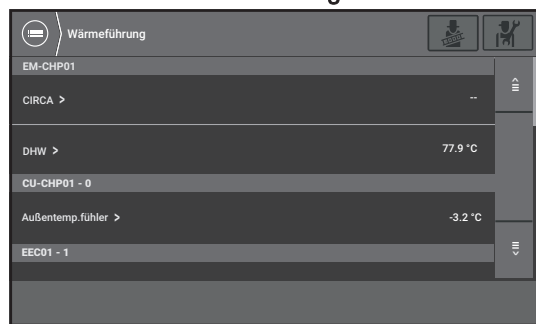 Wärmeführung
EM-CHP01
CIRCA > --
DHW > 77.9 °C
CU-CHP01 - 0
Außentemp.fühler > -3.2 °C
EEC01 - 1